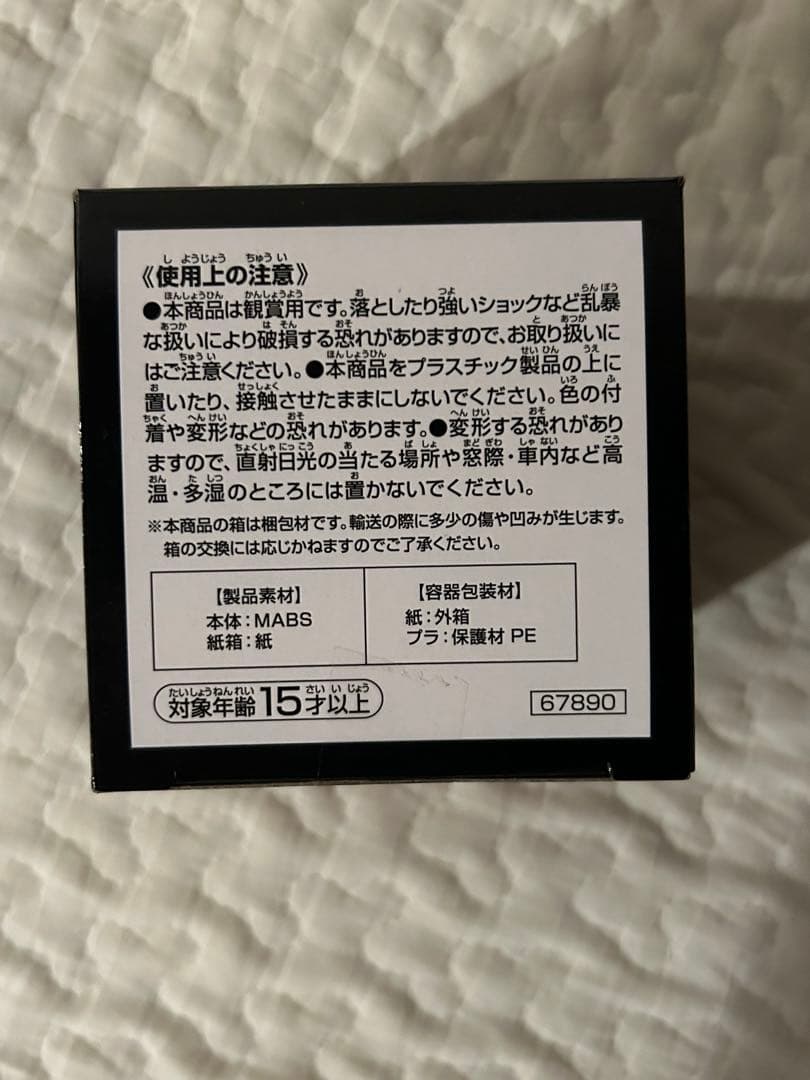 《使用上の注意》
●本商品は観賞用です。落としたり強いショックなど乱暴
な扱いにより破損する恐れがありますので、お取り扱いに
はご注意ください。●本商品をプラスチック製品の上に
置いたり、接触させたままにしないでください。色の付
着や変形などの恐れがあります。●変形する恐れがあり
ますので、直射日光の当たる場所や窓際・車内など高
温・多湿のところには置かないでください。
※本商品の箱は梱包材です。輸送の際に多少の傷や凹みが生じます。
箱の交換には応じかねますのでご了承ください。
【製品素材】
本体：MABS
紙箱：紙
【容器包装材】
紙：外箱
プラ：保護材 PE
対象年齢15才以上
67890